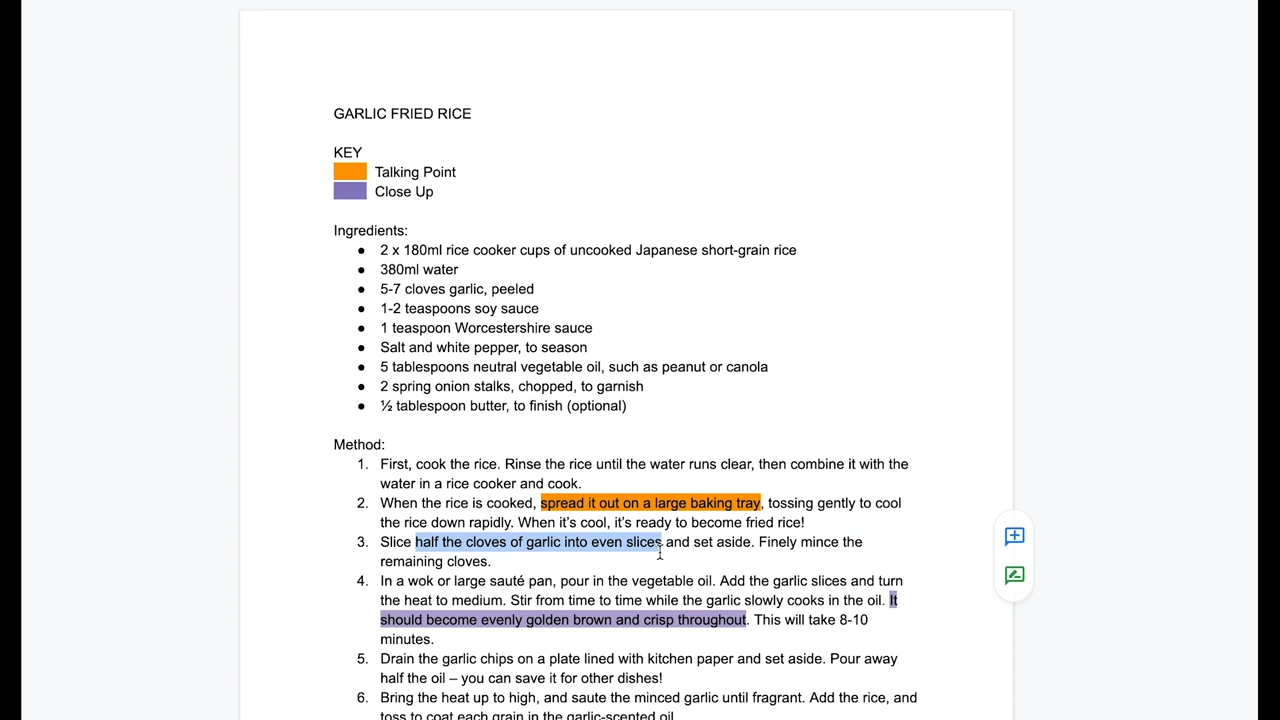 GARLIC FRIED RICE
KEY
Talking Point
Close Up
Ingredients:
● 2 x 180ml rice cooker cups of uncooked Japanese short-grain rice
● 380ml water
● 5-7 cloves garlic, peeled
● 1-2 teaspoons soy sauce
● 1 teaspoon Worcestershire sauce
● Salt and white pepper, to season
● 5 tablespoons neutral vegetable oil, such as peanut or canola
● 2 spring onion stalks, chopped, to garnish
● ½ tablespoon butter, to finish (optional)
Method:
1. First, cook the rice. Rinse the rice until the water runs clear, then combine it with the
water in a rice cooker and cook.
2. When the rice is cooked, spread it out on a large baking tray, tossing gently to cool
the rice down rapidly. When it’s cool, it’s ready to become fried rice!
3. Slice half the cloves of garlic into even slices and set aside. Finely mince the
remaining cloves.
4. In a wok or large sauté pan, pour in the vegetable oil. Add the garlic slices and turn
the heat to medium. Stir from time to time while the garlic slowly cooks in the oil. It
should become evenly golden brown and crisp throughout. This will take 8-10
minutes.
5. Drain the garlic chips on a plate lined with kitchen paper and set aside. Pour away
half the oil – you can save it for other dishes!
6. Bring the heat up to high, and saute the minced garlic until fragrant. Add the rice, and
toss to coat each grain in the garlic-scented oil.